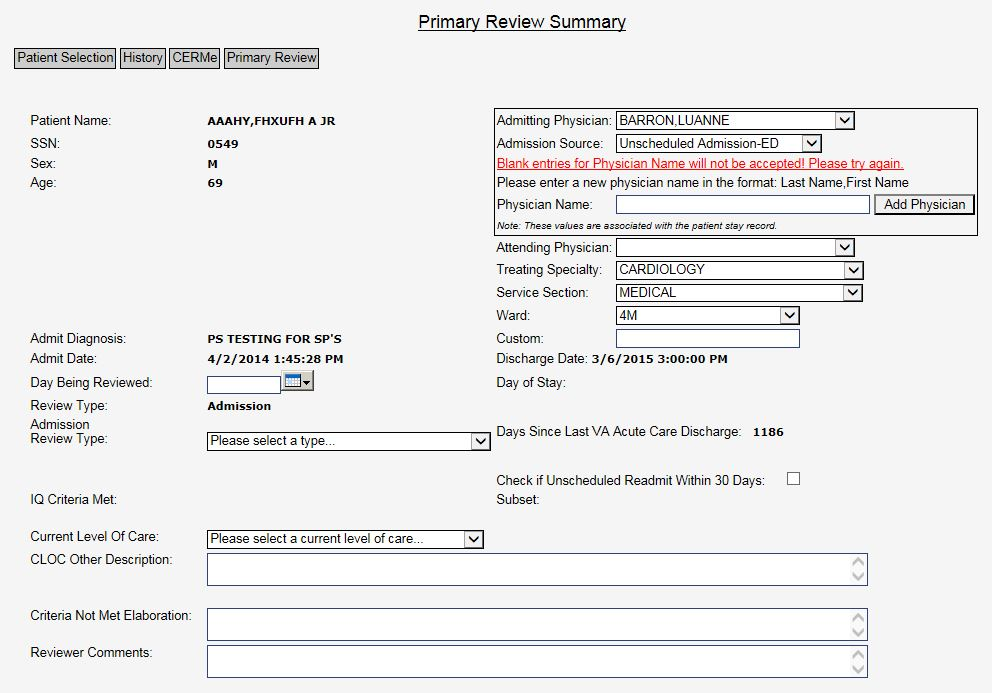 Primary Review Summary
Patient Selection History CERMe Primary Review
Patient Name: AAAHY,FHXUFH A JR
SSN: 0549
Sex: M
Age: 69
Admitting Physician: BARRON,LUANNE
Admission Source: Unscheduled Admission-ED
Blank entries for Physician Name will not be accepted! Please try again.
Please enter a new physician name in the format: Last Name,First Name
Physician Name: Add Physician
Note: These values are associated with the patient stay record.
Attending Physician:
Treating Specialty: CARDIOLOGY
Service Section: MEDICAL
Ward: 4M
Admit Diagnosis: PS TESTING FOR SP'S
Custom:
Admit Date: 4/2/2014 1:45:28 PM
Discharge Date: 3/6/2015 3:00:00 PM
Day Being Reviewed:
Day of Stay:
Review Type: Admission
Admission
Review Type: Please select a type...
Days Since Last VA Acute Care Discharge: 1186
Check if Unscheduled Readmit Within 30 Days:
IQ Criteria Met:
Subset:
Current Level Of Care: Please select a current level of care...
CLOC Other Description:
Criteria Not Met Elaboration:
Reviewer Comments: